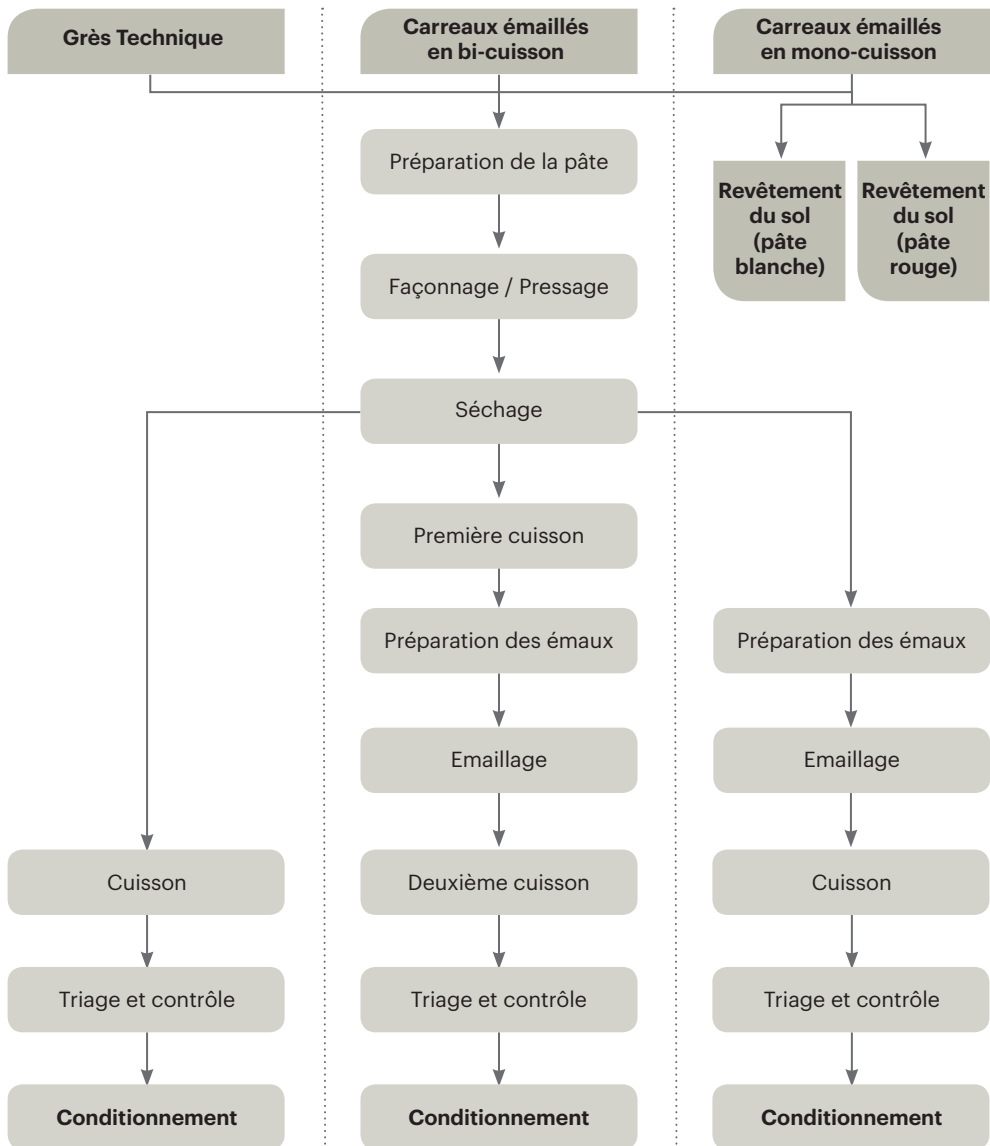 Grès Technique
Carreaux émaillés
en bi-cuisson
Carreaux émaillés
en mono-cuisson
Préparation de la pâte
Revêtement
du sol
(pâte
blanche)
Revêtement
du sol
(pâte
rouge)
Façonnage / Pressage
Séchage
Première cuisson
Préparation des émaux
Préparation des émaux
Emaillage
Emaillage
Cuisson
Deuxième cuisson
Cuisson
Triage et contrôle
Triage et contrôle
Triage et contrôle
Conditionnement
Conditionnement
Conditionnement